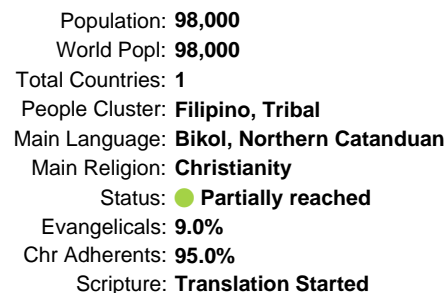 Population: 98,000
World Popl: 98,000
Total Countries: 1
People Cluster: Filipino, Tribal
Main Language: Bikol, Northern Catanduan
Main Religion: Christianity
Status: Partially reached
Evangelicals: 9.0%
Chr Adherents: 95.0%
Scripture: Translation Started